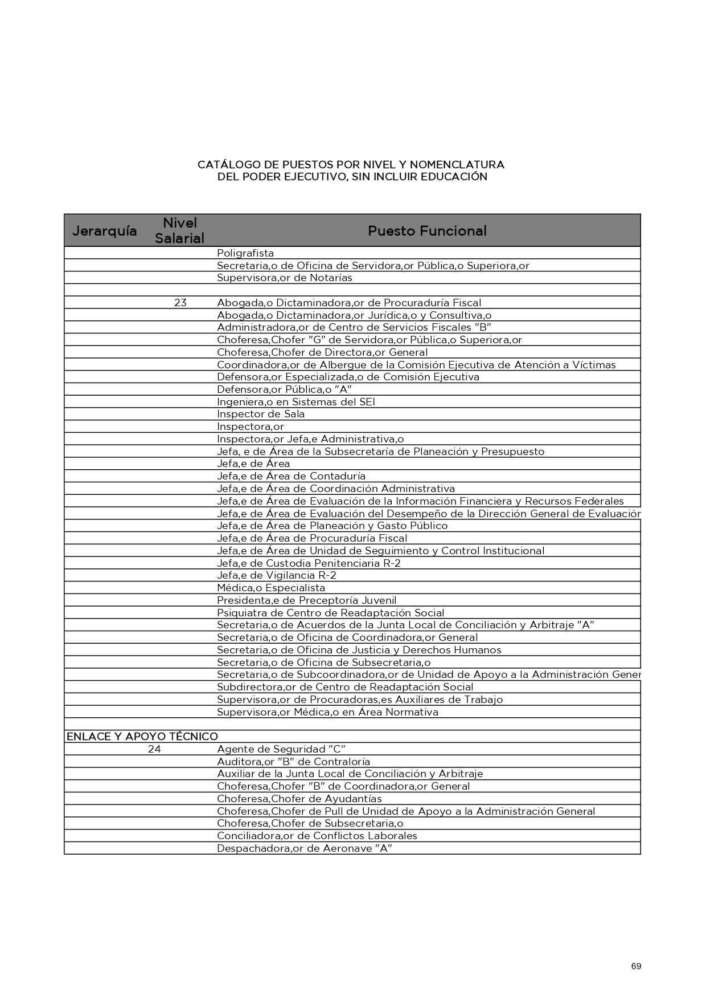 CATÁLOGO DE PUESTOS POR NIVEL Y NOMENCLATURA
DEL PODER EJECUTIVO, SIN INCLUIR EDUCACIÓN
Jerarquía Nivel Salarial Puesto Funcional
Poligrafista
Secretaria,o de Oficina de Servidora,or Pública,o Superiora,or
Supervisora,or de Notarías
23 Abogada,o Dictaminadora,or de Procuraduría Fiscal
Abogada,o Dictaminadora,or Jurídica,o y Consultiva,o
Administradora,or de Centro de Servicios Fiscales "B"
Choferesa,Chofer "G" de Servidora,or Pública,o Superiora,or
Choferesa,Chofer de Directora,or General
Coordinadora,or de Albergue de la Comisión Ejecutiva de Atención a Víctimas
Defensora,or Especializada,o de Comisión Ejecutiva
Defensora,or Pública,o "A"
Ingeniera,o en Sistemas del SEI
Inspector de Sala
Inspectora,or
Inspectora,or Jefa,e Administrativa,o
Jefa, e de Área de la Subsecretaría de Planeación y Presupuesto
Jefa,e de Área
Jefa,e de Área de Contaduría
Jefa,e de Área de Coordinación Administrativa
Jefa,e de Área de Evaluación de la Información Financiera y Recursos Federales
Jefa,e de Área de Evaluación del Desempeño de la Dirección General de Evaluación
Jefa,e de Área de Planeación y Gasto Público
Jefa,e de Área de Procuraduría Fiscal
Jefa,e de Área de Unidad de Seguimiento y Control Institucional
Jefa,e de Custodia Penitenciaria R-2
Jefa,e de Vigilancia R-2
Médica,o Especialista
Presidenta,e de Preceptoría Juvenil
Psiquiatra de Centro de Readaptación Social
Secretaria,o de Acuerdos de la Junta Local de Conciliación y Arbitraje "A"
Secretaria,o de Oficina de Coordinadora,or General
Secretaria,o de Oficina de Justicia y Derechos Humanos
Secretaria,o de Oficina de Subsecretaria,o
Secretaria,o de Subcoordinadora,or de Unidad de Apoyo a la Administración Gener
Subdirectora,or de Centro de Readaptación Social
Supervisora,or de Procuradoras,es Auxiliares de Trabajo
Supervisora,or Médica,o en Área Normativa
ENLACE Y APOYO TÉCNICO
24 Agente de Seguridad "C"
Auditora,or "B" de Contraloría
Auxiliar de la Junta Local de Conciliación y Arbitraje
Choferesa,Chofer "B" de Coordinadora,or General
Choferesa,Chofer de Ayudantías
Choferesa,Chofer de Pull de Unidad de Apoyo a la Administración General
Choferesa,Chofer de Subsecretaria,o
Conciliadora,or de Conflictos Laborales
Despachadora,or de Aeronave "A"
69